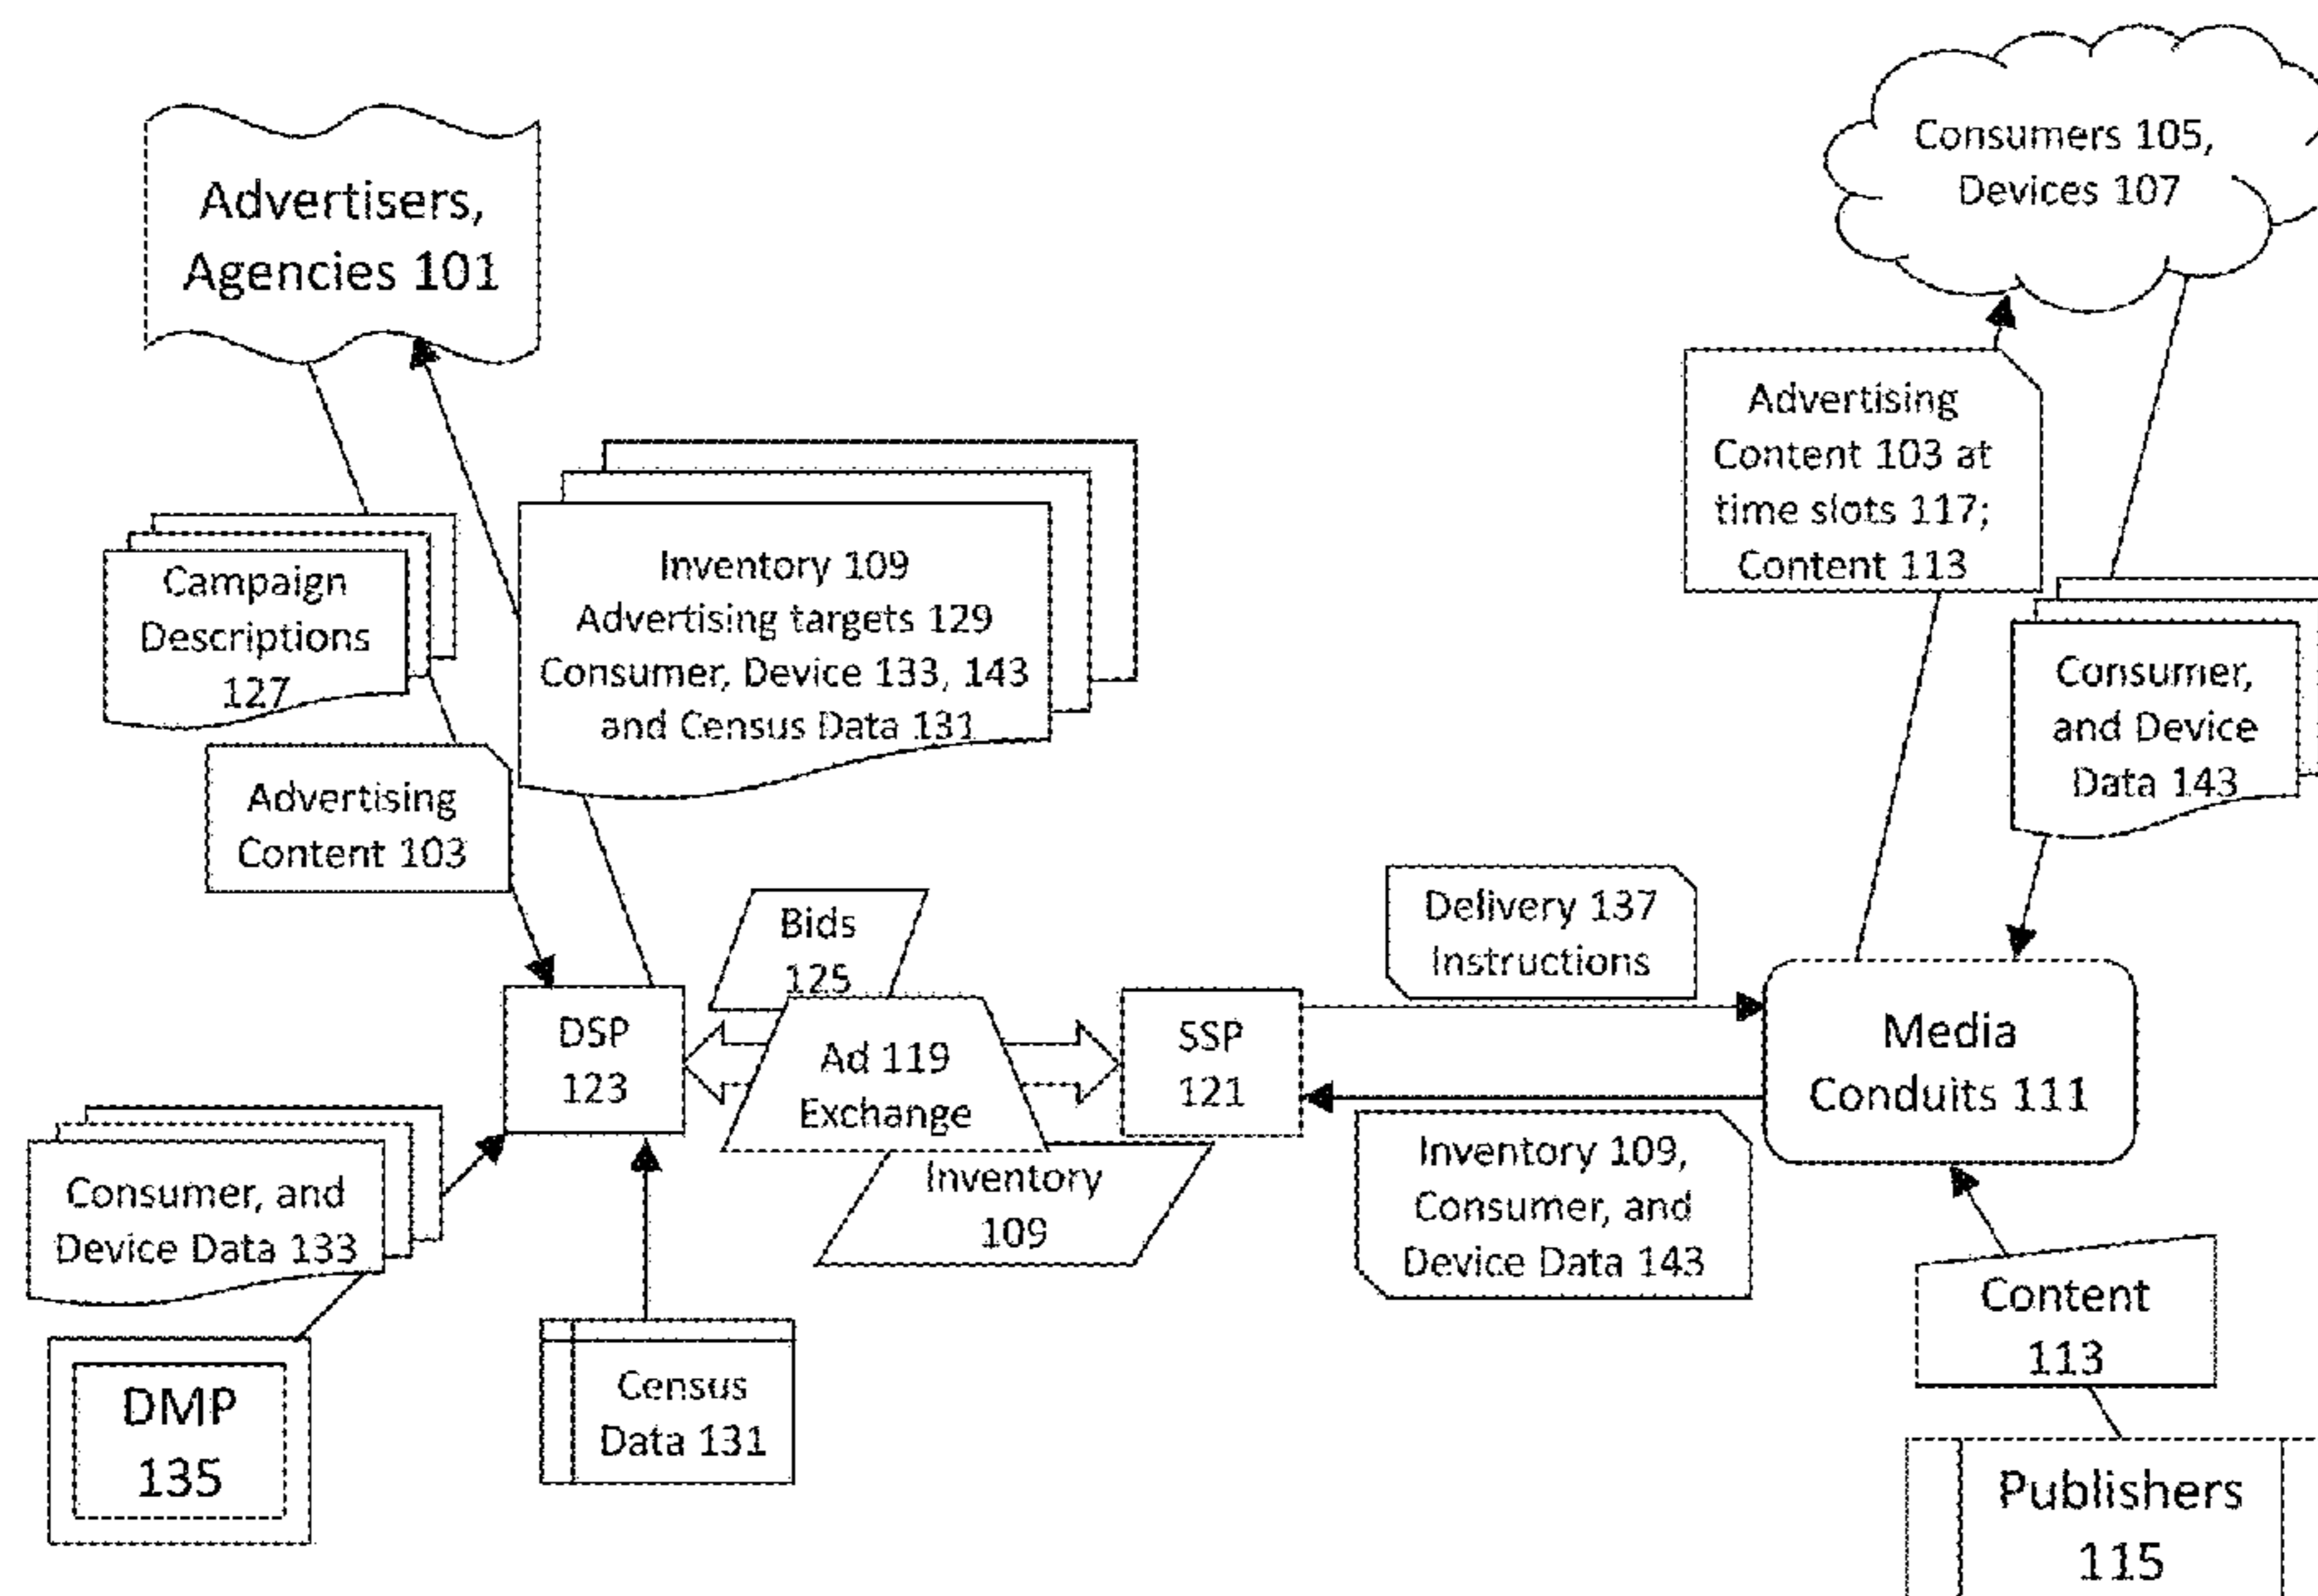 Consumers 105,
Devices 107
Advertisers,
Agencies 101
Advertising
Content 103 at
time slots 117;
Content 113
Campaign
Descriptions
127
Inventory 109
Advertising targets 129
Consumer, Device 133, 143
and Census Data 131
Consumer,
and Device
Data 143
Advertising
Content 103
Bids
125
Delivery 137
Instructions
DSP
123
Ad 119
Exchange
SSP
121
Media
Conduits 111
Consumer, and
Device Data 133
Inventory
109
Inventory 109,
Consumer, and
Device Data 143
Content
113
DMP
135
Census
Data 131
Publishers
115